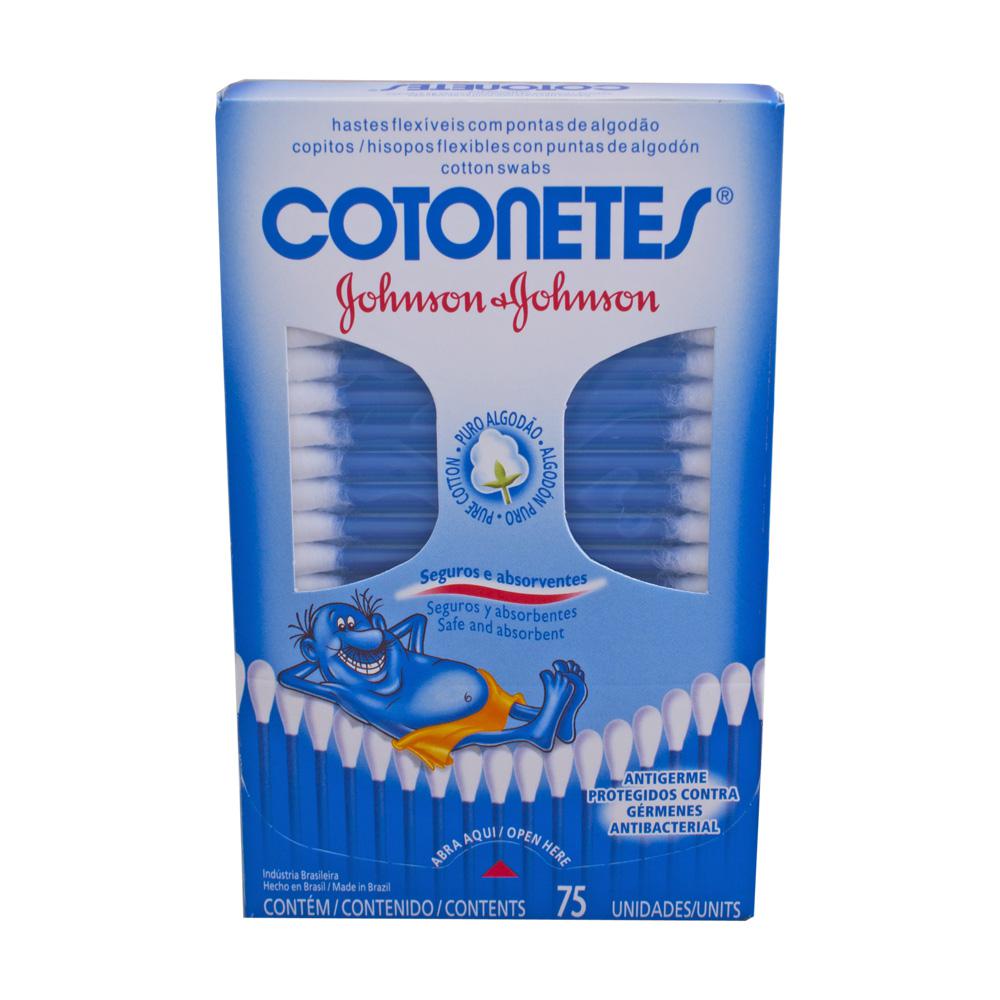 COTONETES
hastes flexíveis com pontas de algodão
copitos / hisopos flexibles con puntas de algodón
cotton swabs
COTONETES®
Johnson & Johnson
PURO ALGODÃO • ALGODÓN PURO • PURE COTTON •
Seguros e absorventes
Seguros y absorbentes
Safe and absorbent
ANTIGERME
PROTEGIDOS CONTRA
GÉRMENES
ANTIBACTERIAL
ABRA AQUI / OPEN HERE
Indústria Brasileira
Hecho en Brasil / Made in Brazil
CONTÉM / CONTENIDO / CONTENTS 75 UNIDADES/UNITS